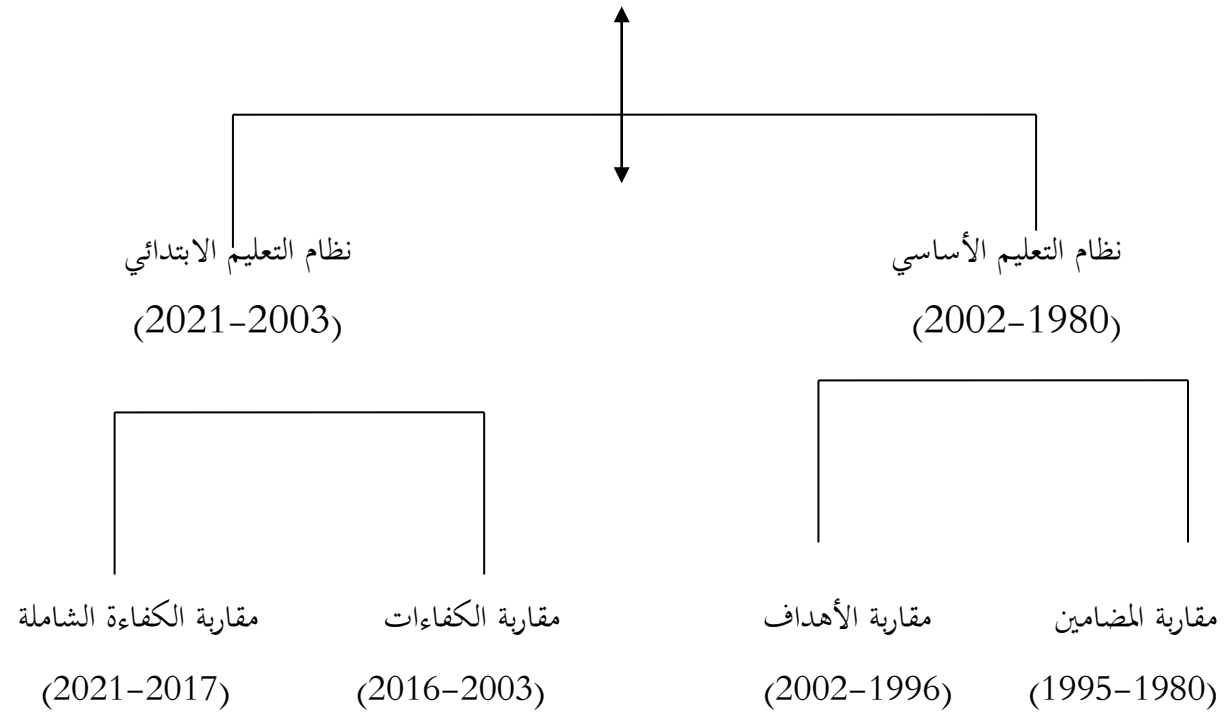 نظام التعليم الأساسي
(1980-2002)
نظام التعليم الابتدائي
(2003-2021)
مقاربة المضامين
(1980-1995)
مقاربة الأهداف
(1996-2002)
مقاربة الكفاءات
(2003-2016)
مقاربة الكفاءة الشاملة
(2017-2021)